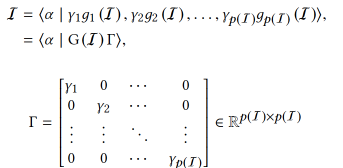 𝓘 = ⟨α | γ₁g₁ (𝓘), γ₂g₂ (𝓘), . . . , γ_{p(𝓘)}g_{p(𝓘)} (𝓘)⟩,
= ⟨α | G (𝓘) Γ⟩,
Γ = [γ₁ 0 ⋯ 0
0 γ₂ ⋯ 0
⋮ ⋮ ⋱ ⋮
0 0 ⋯ γ_{p(𝓘)}] ∈ ℝ^{p(𝓘)×p(𝓘)}